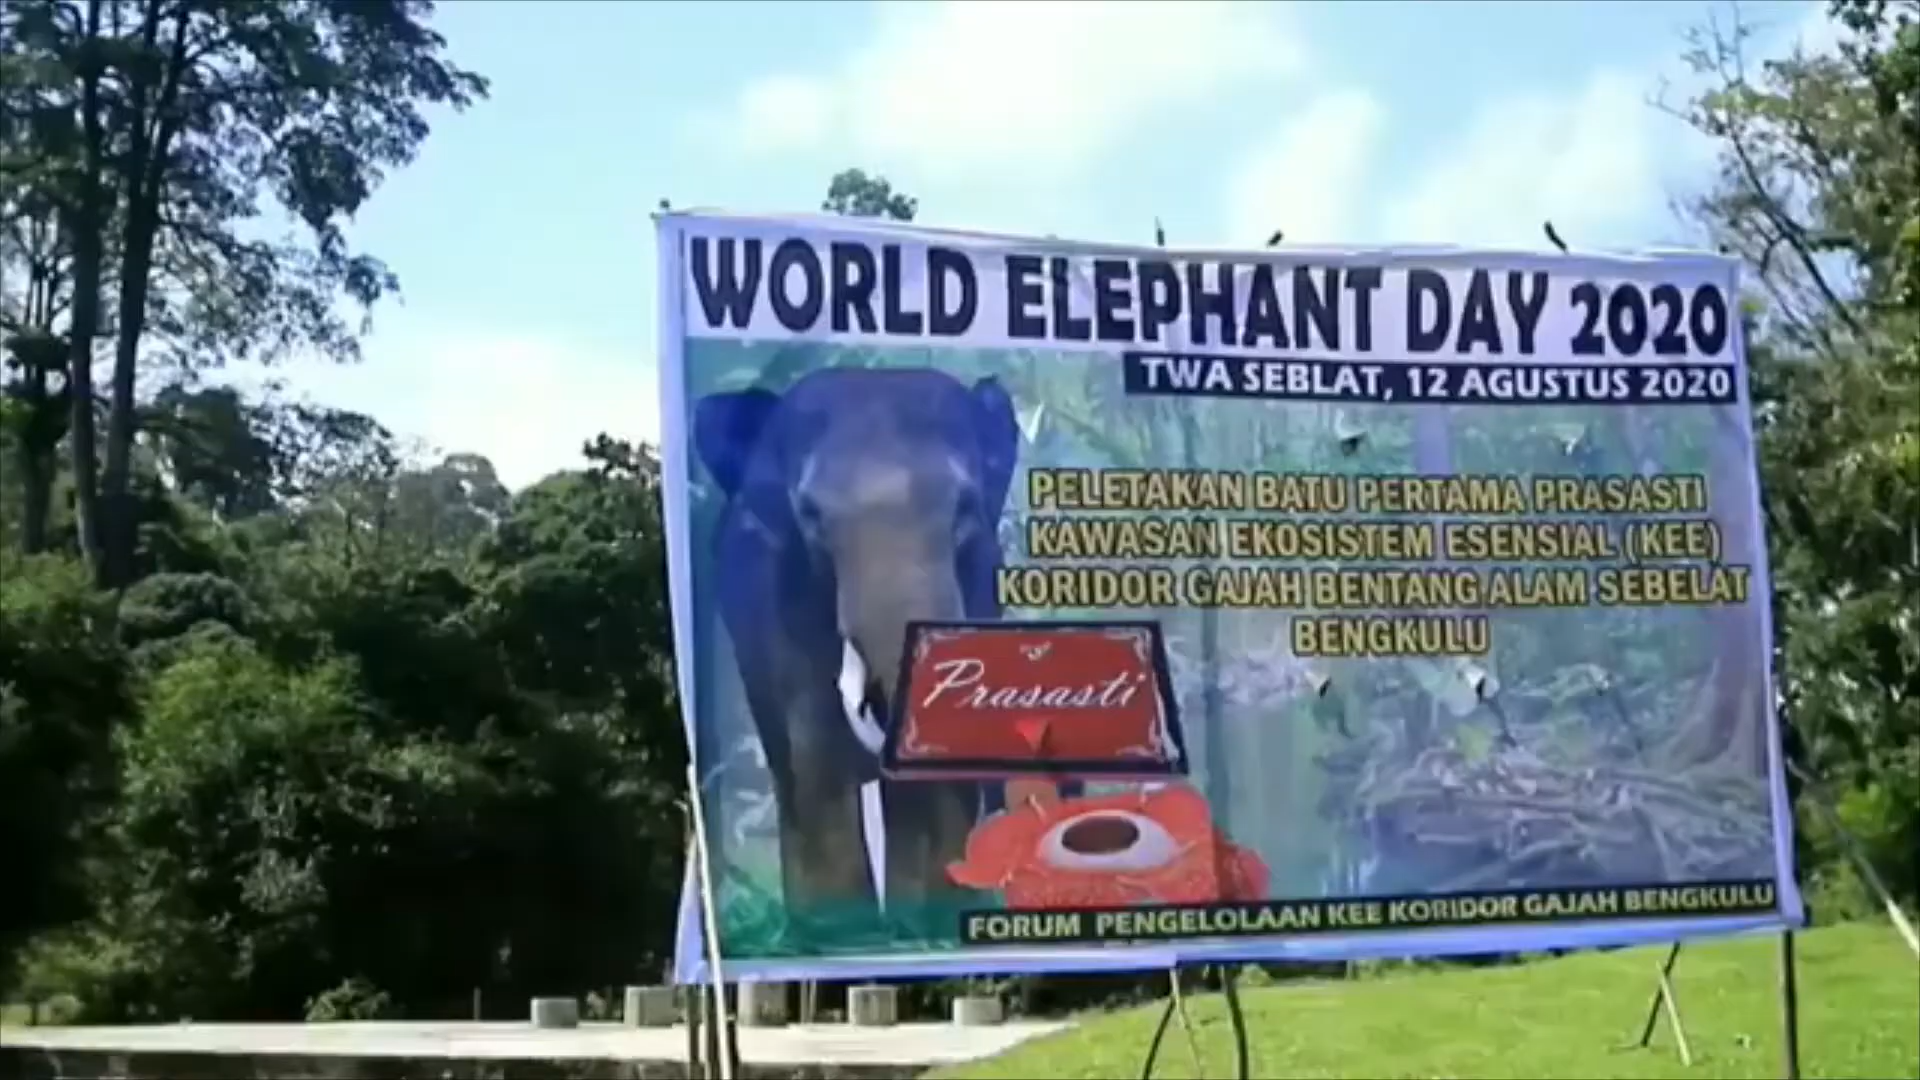 WORLD ELEPHANT DAY 2020
TWA SEBLAT, 12 AGUSTUS 2020
PELETAKAN BATU PERTAMA PRASASTI
KAWASAN EKOSISTEM ESENSIAL (KEE)
KORIDOR GAJAH BENTANG ALAM SEBELAT
BENGKULU
Prasasti
FORUM PENGELOLAAN KEE KORIDOR GAJAH BENGKULU